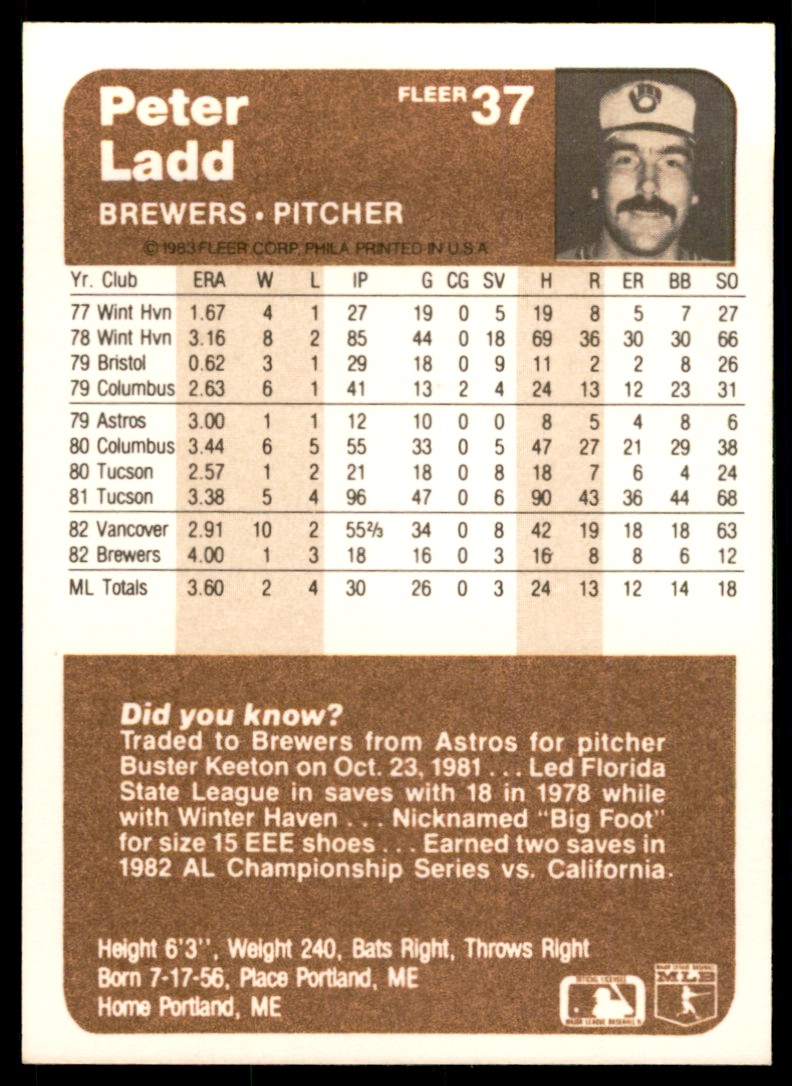 Peter
Ladd
FLEER 37
BREWERS • PITCHER
© 1983 FLEER CORP. PHILA. PRINTED IN U.S.A
Yr. Club ERA W L IP G CG SV H R ER BB SO
77 Wint Hvn 1.67 4 1 27 19 0 5 19 8 5 7 27
78 Wint Hvn 3.16 8 2 85 44 0 18 69 36 30 30 66
79 Bristol 0.62 3 1 29 18 0 9 11 2 2 8 26
79 Columbus 2.63 6 1 41 13 2 4 24 13 12 23 31
79 Astros 3.00 1 1 12 10 0 0 8 5 4 8 6
80 Columbus 3.44 6 5 55 33 0 5 47 27 21 29 38
80 Tucson 2.57 1 2 21 18 0 8 18 7 6 4 24
81 Tucson 3.38 5 4 96 47 0 6 90 43 36 44 68
82 Vancover 2.91 10 2 55⅔ 34 0 8 42 19 18 18 63
82 Brewers 4.00 1 3 18 16 0 3 16 8 8 6 12
ML Totals 3.60 2 4 30 26 0 3 24 13 12 14 18
Did you know?
Traded to Brewers from Astros for pitcher
Buster Keeton on Oct. 23, 1981 . . . Led Florida
State League in saves with 18 in 1978 while
with Winter Haven . . . Nicknamed "Big Foot"
for size 15 EEE shoes . . . Earned two saves in
1982 AL Championship Series vs. California.
Height 6'3'', Weight 240, Bats Right, Throws Right
Born 7-17-56, Place Portland, ME
Home Portland, ME
MLB